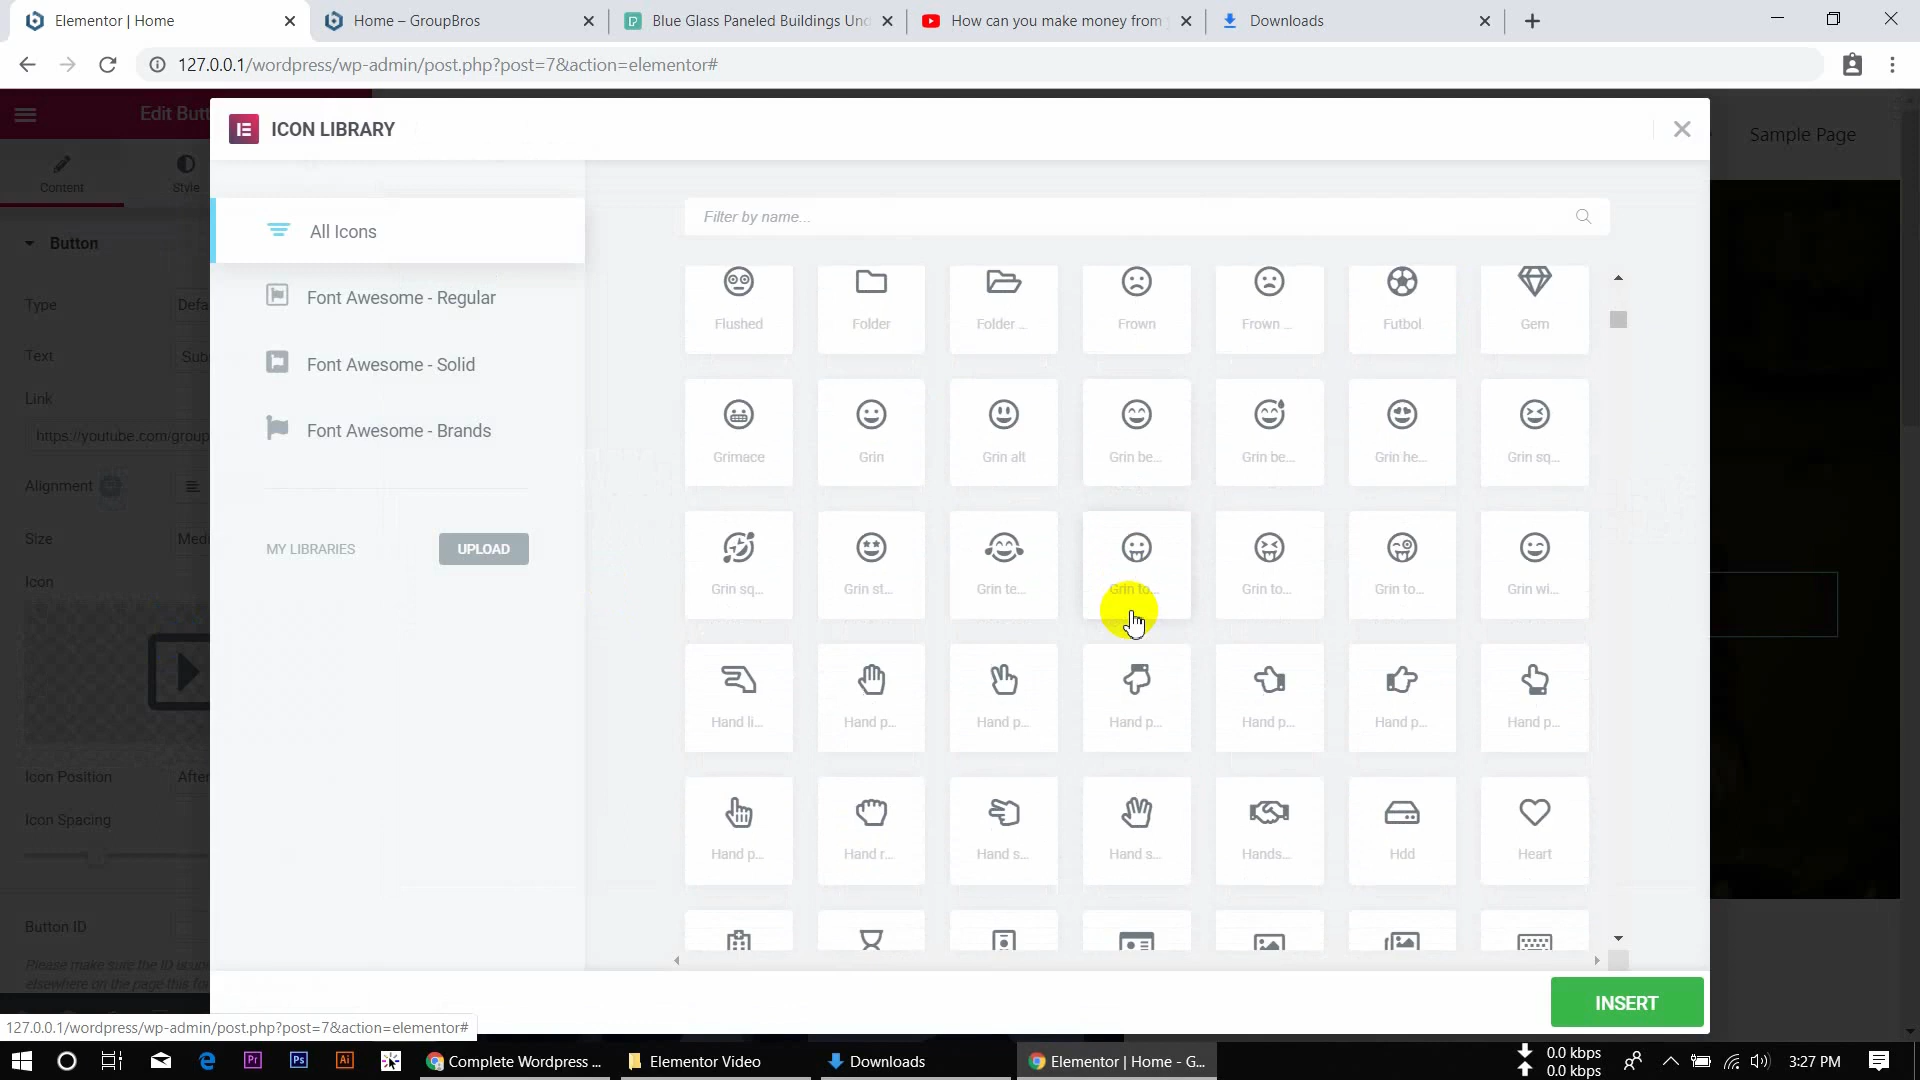 Elementor | Home
Home – GroupBros
Blue Glass Paneled Buildings Und
How can you make money from
Downloads
127.0.0.1/wordpress/wp-admin/post.php?post=7&action=elementor#
Edit Butt
ICON LIBRARY
Sample Page
Content
Style
All Icons
Filter by name...
Button
Font Awesome - Regular
Type
Defa
Flushed
Folder
Folder ...
Frown
Frown ...
Futbol
Gem
Text
Sub
Font Awesome - Solid
Link
https://youtube.com/group
Font Awesome - Brands
Grimace
Grin
Grin alt
Grin be...
Grin be...
Grin he...
Grin sq...
Alignment
Size
Medi
MY LIBRARIES
UPLOAD
Icon
Grin sq...
Grin st...
Grin te...
Grin to...
Grin to...
Grin to...
Grin wi...
Hand li...
Hand p...
Hand p...
Hand p...
Hand p...
Hand p...
Hand p...
Icon Position
After
Icon Spacing
Hand p...
Hand r...
Hand s...
Hand s...
Hands...
Hdd
Heart
Button ID
Please make sure the ID is
elsewhere on the page this for
INSERT
127.0.0.1/wordpress/wp-admin/post.php?post=7&action=elementor#
Complete Wordpress ...
Elementor Video
Downloads
Elementor | Home - G...
0.0 kbps
0.0 kbps
3:27 PM